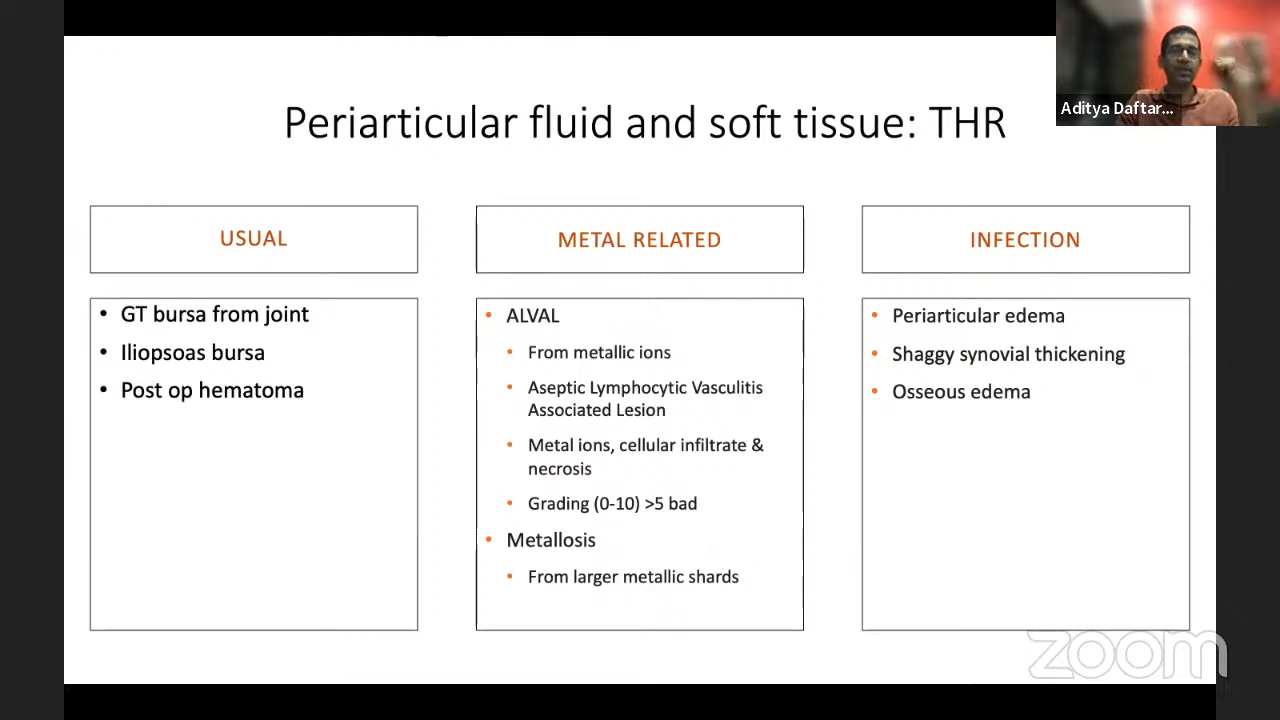 Aditya Daftar...
Periarticular fluid and soft tissue: THR
USUAL
• GT bursa from joint
• Iliopsoas bursa
• Post op hematoma
METAL RELATED
• ALVAL
• From metallic ions
• Aseptic Lymphocytic Vasculitis
Associated Lesion
• Metal ions, cellular infiltrate &
necrosis
• Grading (0-10) >5 bad
• Metallosis
• From larger metallic shards
INFECTION
• Periarticular edema
• Shaggy synovial thickening
• Osseous edema
zoom